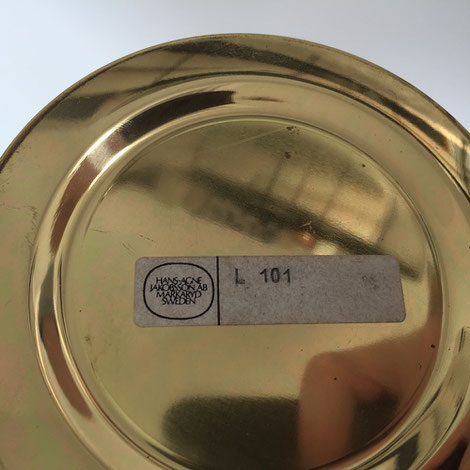 HANS-AGNE
JAKOBSSON AB
MARKARYD
SWEDEN
L 101